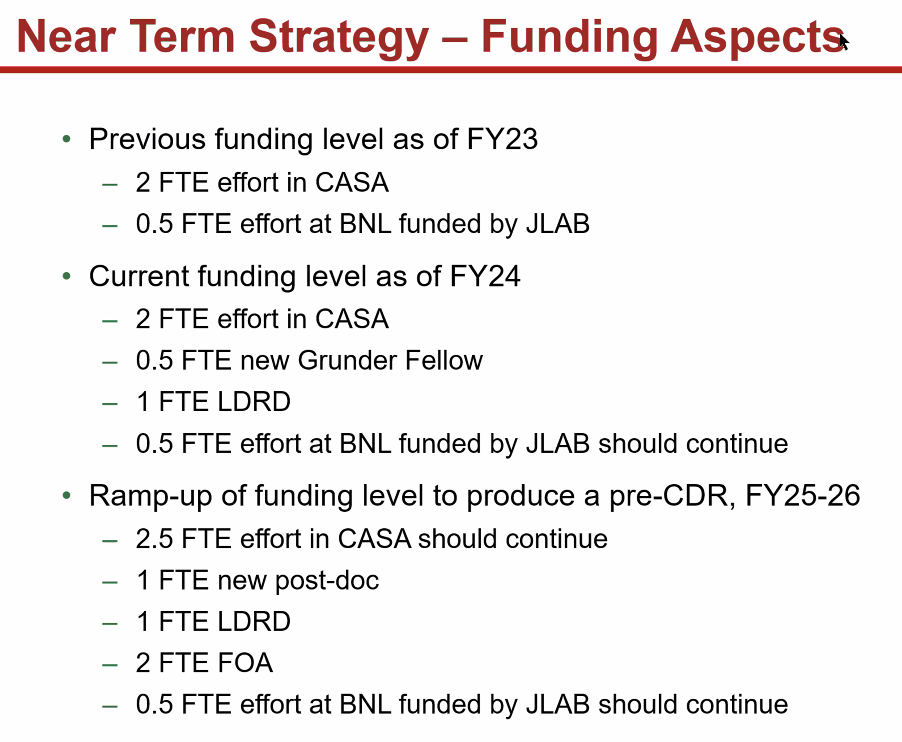 Near Term Strategy – Funding Aspects
• Previous funding level as of FY23
– 2 FTE effort in CASA
– 0.5 FTE effort at BNL funded by JLAB
• Current funding level as of FY24
– 2 FTE effort in CASA
– 0.5 FTE new Grunder Fellow
– 1 FTE LDRD
– 0.5 FTE effort at BNL funded by JLAB should continue
• Ramp-up of funding level to produce a pre-CDR, FY25-26
– 2.5 FTE effort in CASA should continue
– 1 FTE new post-doc
– 1 FTE LDRD
– 2 FTE FOA
– 0.5 FTE effort at BNL funded by JLAB should continue